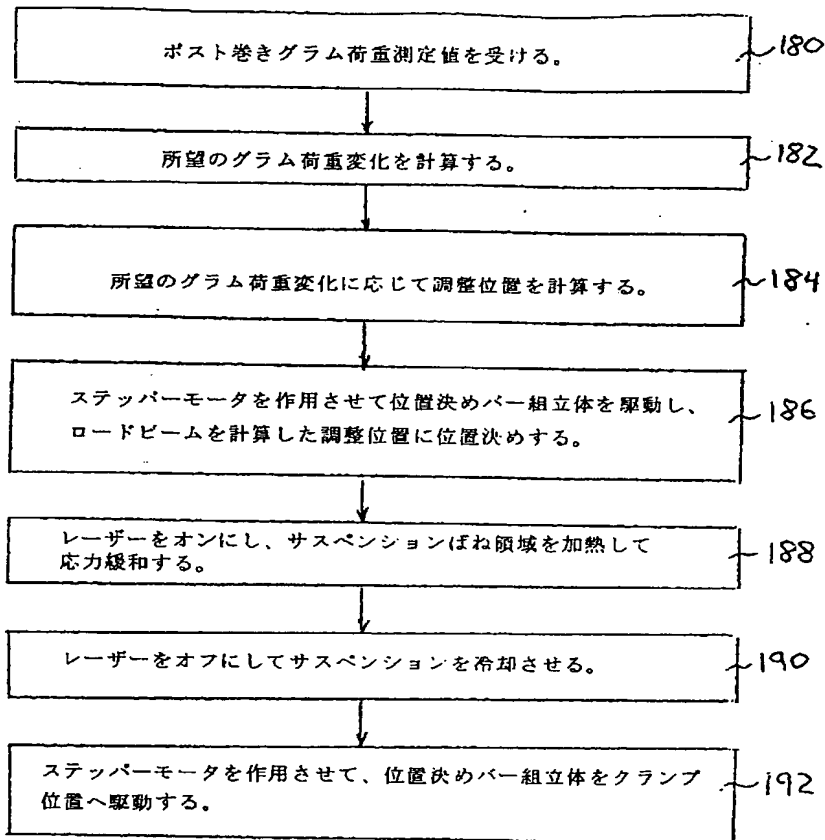 ポスト巻きグラム荷重測定値を受ける。
180
所望のグラム荷重変化を計算する。
182
所望のグラム荷重変化に応じて調整位置を計算する。
184
ステッパーモータを作用させて位置決めバー組立体を駆動し、
ロードビームを計算した調整位置に位置決めする。
186
レーザーをオンにし、サスペンションばね領域を加熱して
応力緩和する。
188
レーザーをオフにしてサスペンションを冷却させる。
190
ステッパーモータを作用させて、位置決めバー組立体をクランプ
位置へ駆動する。
192